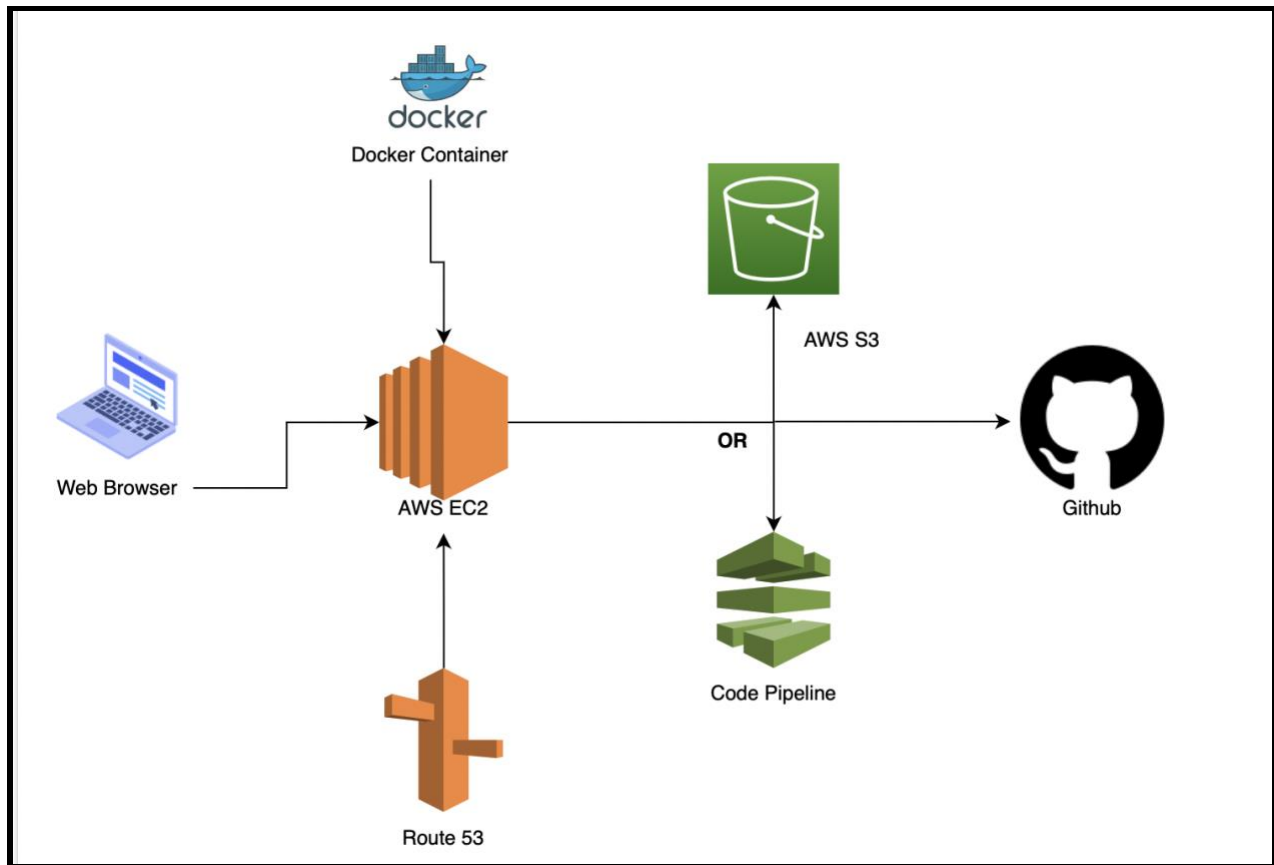 docker
Docker Container
AWS S3
OR
Web Browser
AWS EC2
Github
Code Pipeline
Route 53